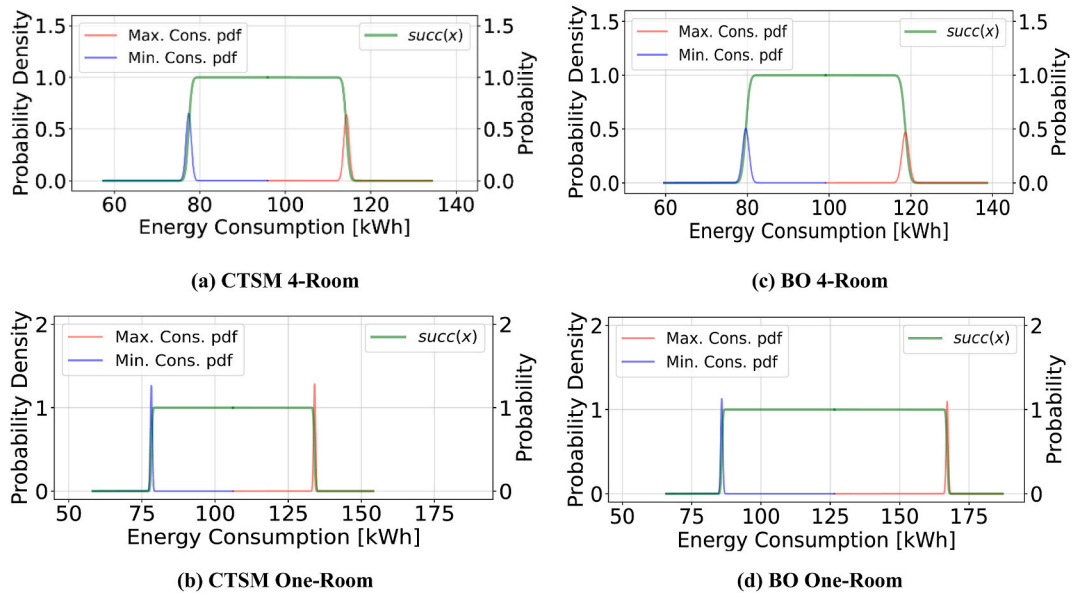 Probability Density
1.5
1.0
0.5
0.0
Max. Cons. pdf
Min. Cons. pdf
succ(x)
1.5
1.0
0.5
0.0
Probability
60 80 100 120 140
Energy Consumption [kWh]
(a) CTSM 4-Room
Probability Density
1.5
1.0
0.5
0.0
Max. Cons. pdf
Min. Cons. pdf
succ(x)
1.5
1.0
0.5
0.0
Probability
60 80 100 120 140
Energy Consumption [kWh]
(c) BO 4-Room
Probability Density
2
1
0
Max. Cons. pdf
Min. Cons. pdf
succ(x)
2
1
0
Probability
50 75 100 125 150 175
Energy Consumption [kWh]
(b) CTSM One-Room
Probability Density
2
1
0
Max. Cons. pdf
Min. Cons. pdf
succ(x)
2
1
0
Probability
50 75 100 125 150 175
Energy Consumption [kWh]
(d) BO One-Room